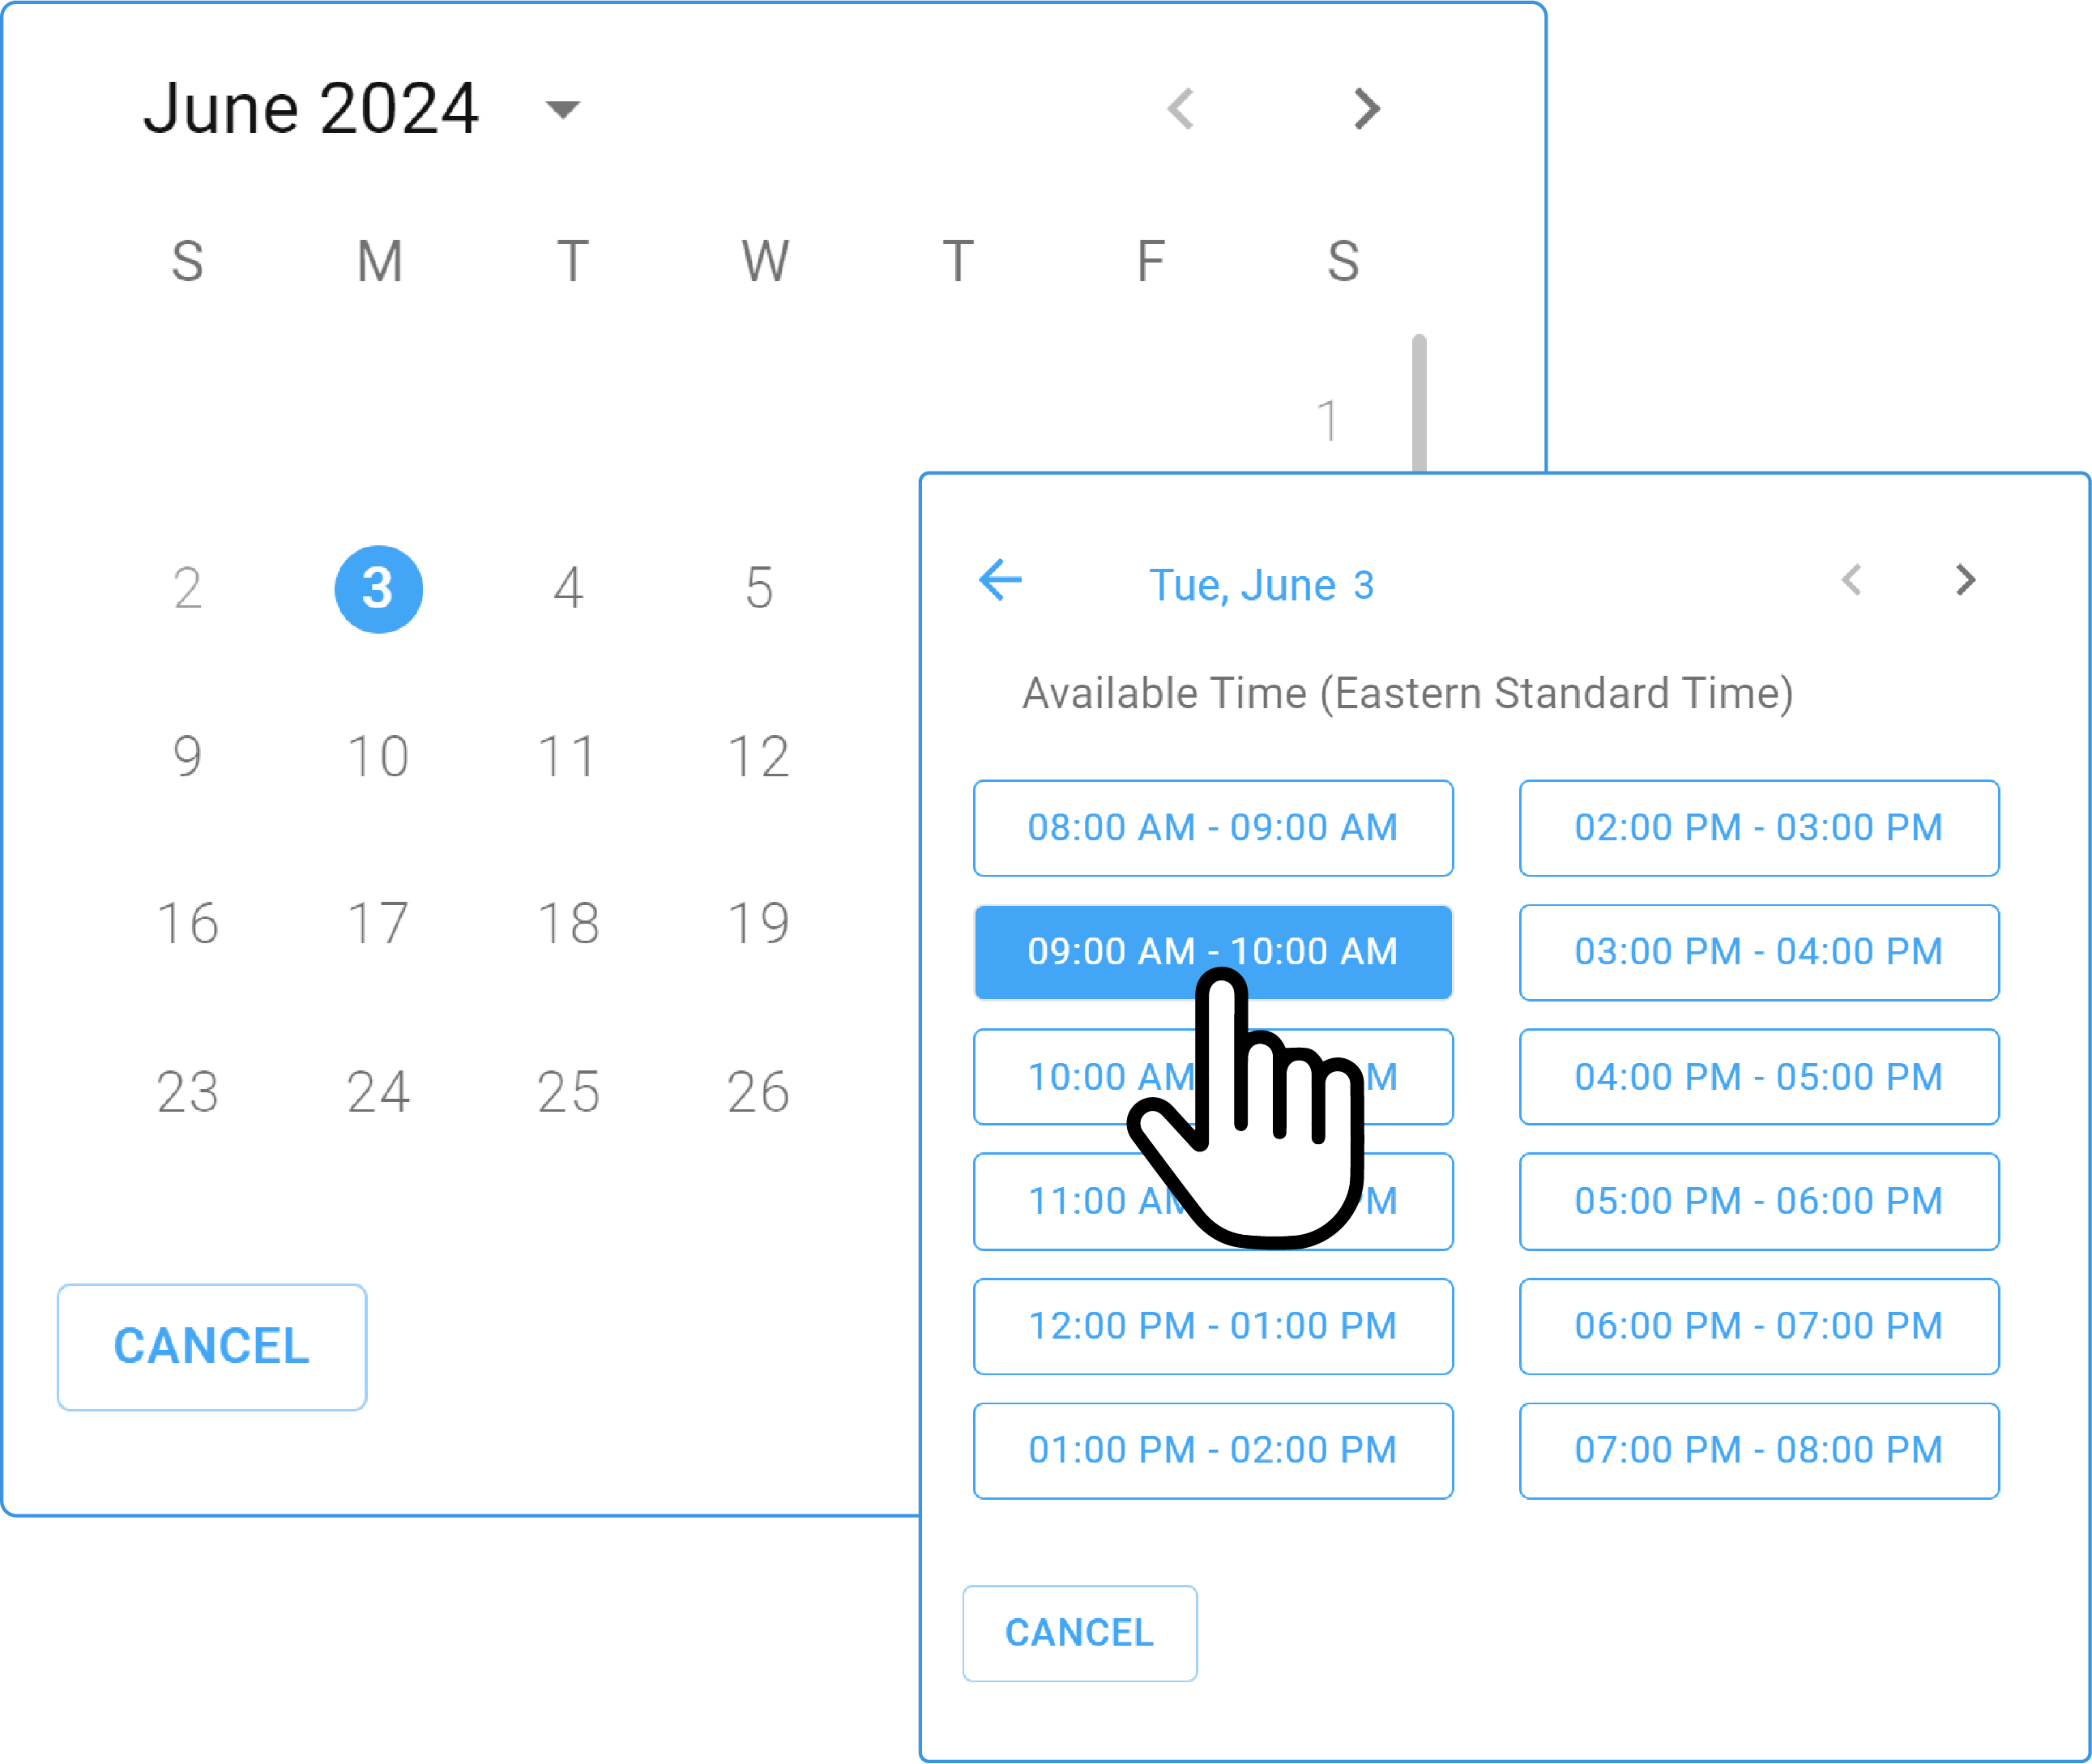 June 2024
S M T W T F S
1
2 3 4 5
9 10 11 12
16 17 18 19
23 24 25 26
CANCEL
Tue, June 3
Available Time (Eastern Standard Time)
08:00 AM - 09:00 AM
02:00 PM - 03:00 PM
09:00 AM - 10:00 AM
03:00 PM - 04:00 PM
10:00 AM
04:00 PM - 05:00 PM
11:00
05:00 PM - 06:00 PM
12:00 PM - 01:00 PM
06:00 PM - 07:00 PM
01:00 PM - 02:00 PM
07:00 PM - 08:00 PM
CANCEL